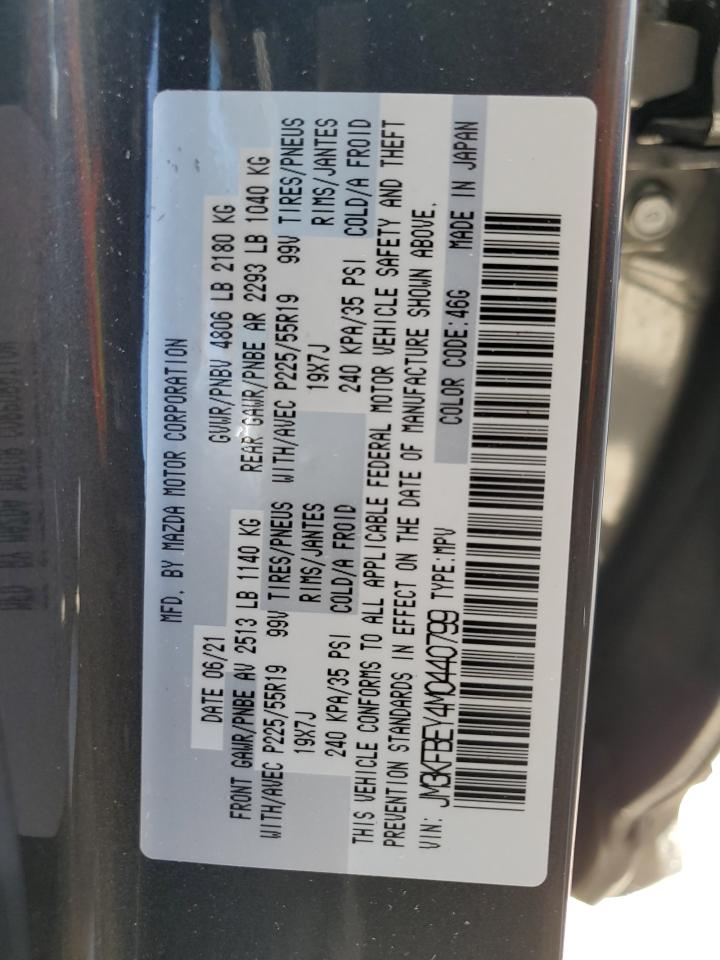 MFD. BY MAZDA MOTOR CORPORATION
DATE 06/21 GVWR/PNBV 4806 LB 2180 KG
FRONT GAWR/PNBE AV 2513 LB 1140 KG REAR GAWR/PNBE AR 2293 LB 1040 KG
WITH/AVEC P225/55R19 99V TIRES/PNEUS WITH/AVEC P225/55R19 99V TIRES/PNEUS
19X7J RIMS/JANTES 19X7J RIMS/JANTES
240 KPA/35 PSI COLD/A FROID 240 KPA/35 PSI COLD/A FROID
THIS VEHICLE CONFORMS TO ALL APPLICABLE FEDERAL MOTOR VEHICLE SAFETY AND THEFT
PREVENTION STANDARDS IN EFFECT ON THE DATE OF MANUFACTURE SHOWN ABOVE.
VIN: JM3KFBEY4M0440799 TYPE:MPV COLOR CODE:46G MADE IN JAPAN